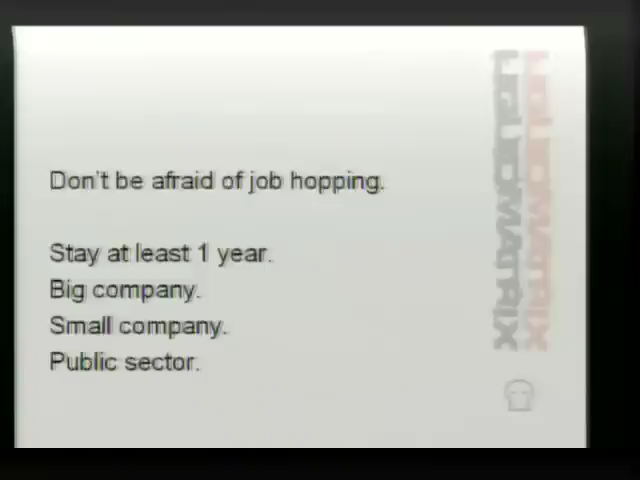 Don't be afraid of job hopping.
Stay at least 1 year.
Big company.
Small company.
Public sector.